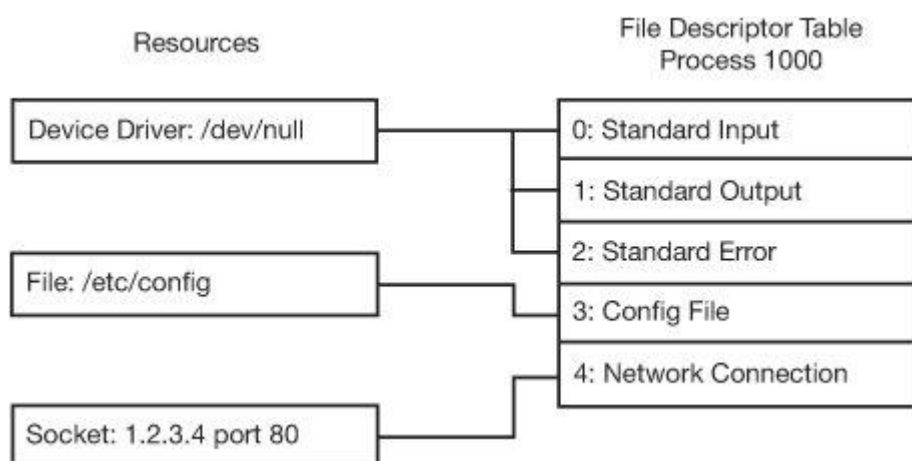 Resources
File Descriptor Table
Process 1000
Device Driver: /dev/null
File: /etc/config
Socket: 1.2.3.4 port 80
0: Standard Input
1: Standard Output
2: Standard Error
3: Config File
4: Network Connection